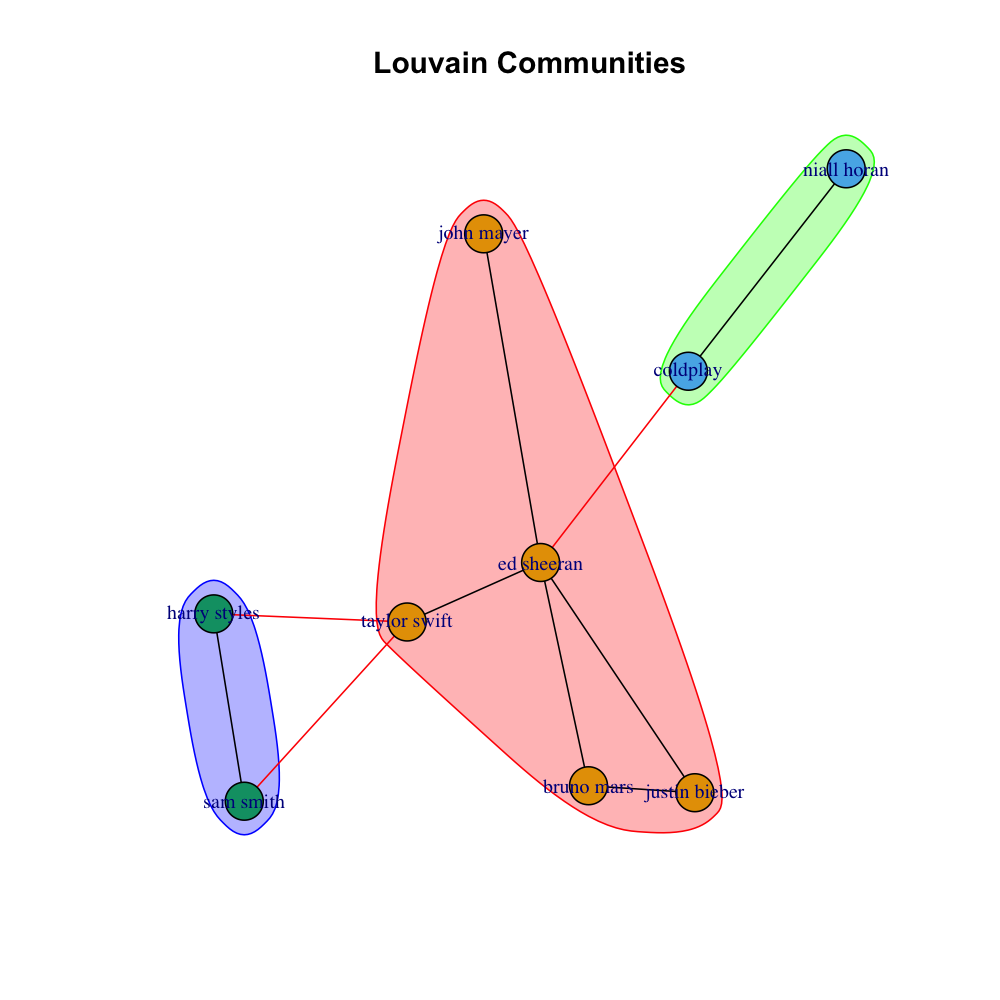 Louvain Communities
niall horan
john mayer
coldplay
ed sheeran
harry styles
taylor swift
bruno mars
justin bieber
sam smith